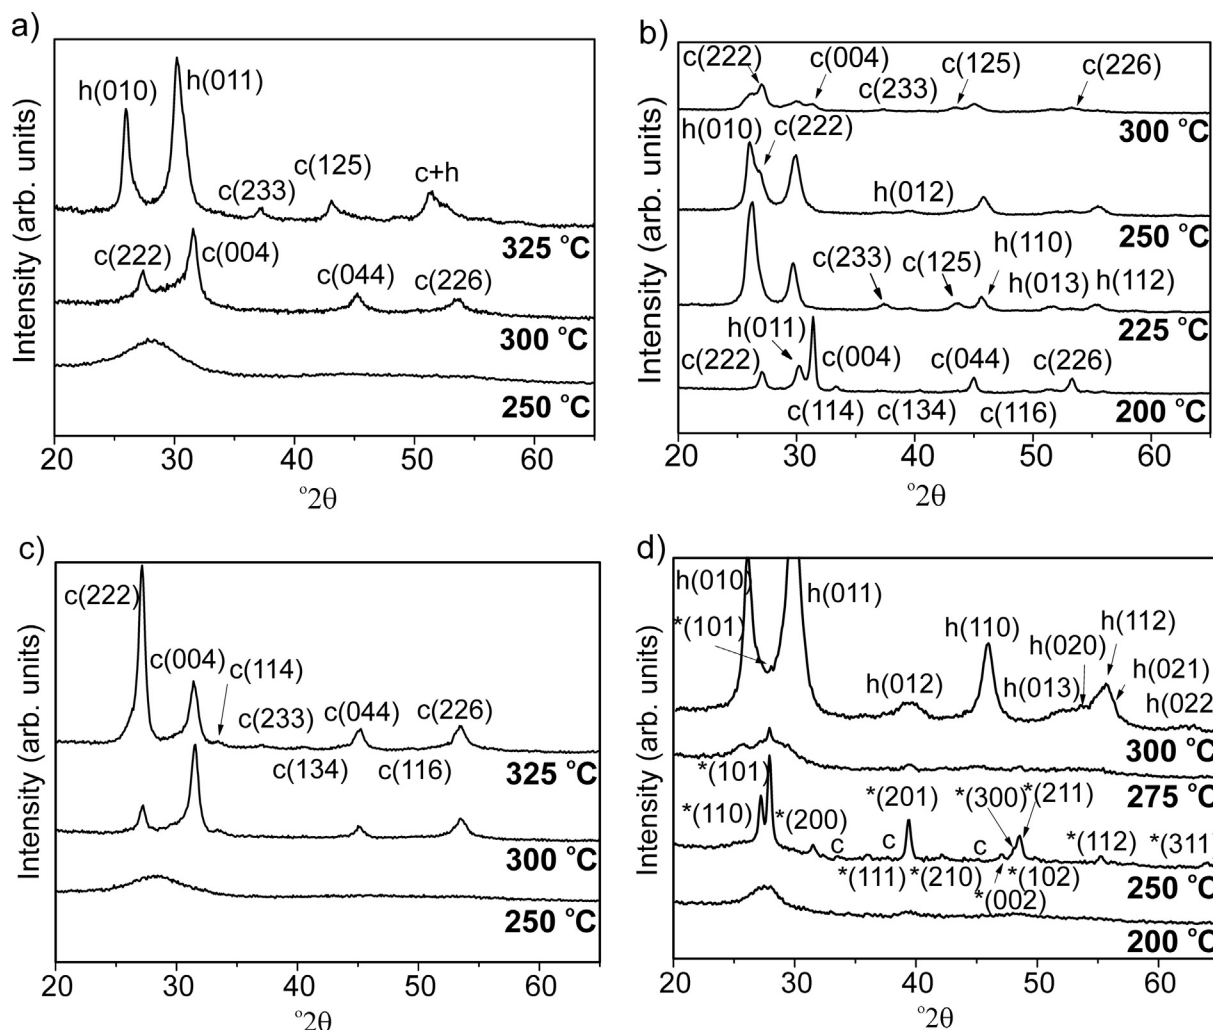 a)
Intensity (arb. units)
h(010)
h(011)
c(233)
c(125)
c+h
325 °C
c(222)
c(004)
c(044)
c(226)
300 °C
250 °C
20 30 40 50 60
°2θ
b)
Intensity (arb. units)
c(222)
c(004)
c(233)
c(125)
c(226)
300 °C
h(010)
c(222)
h(012)
250 °C
c(233)
c(125)
h(110)
h(013)
h(112)
225 °C
c(222)
h(011)
c(004)
c(044)
c(226)
c(114)
c(134)
c(116)
200 °C
20 30 40 50 60
°2θ
c)
Intensity (arb. units)
c(222)
c(004)
c(114)
c(233)
c(044)
c(226)
c(134)
c(116)
325 °C
300 °C
250 °C
20 30 40 50 60
°2θ
d)
Intensity (arb. units)
h(010)
*(101)
h(011)
h(012)
h(110)
h(013)
h(020)
h(112)
h(021)
h(022
300 °C
275 °C
*(101)
*(110)
*(200)
c
*(201)
c
*(300)
*(211)
c
*(112)
*(311)
*(111)
*(210)
*(102)
*(002)
250 °C
200 °C
20 30 40 50 60
°2θ